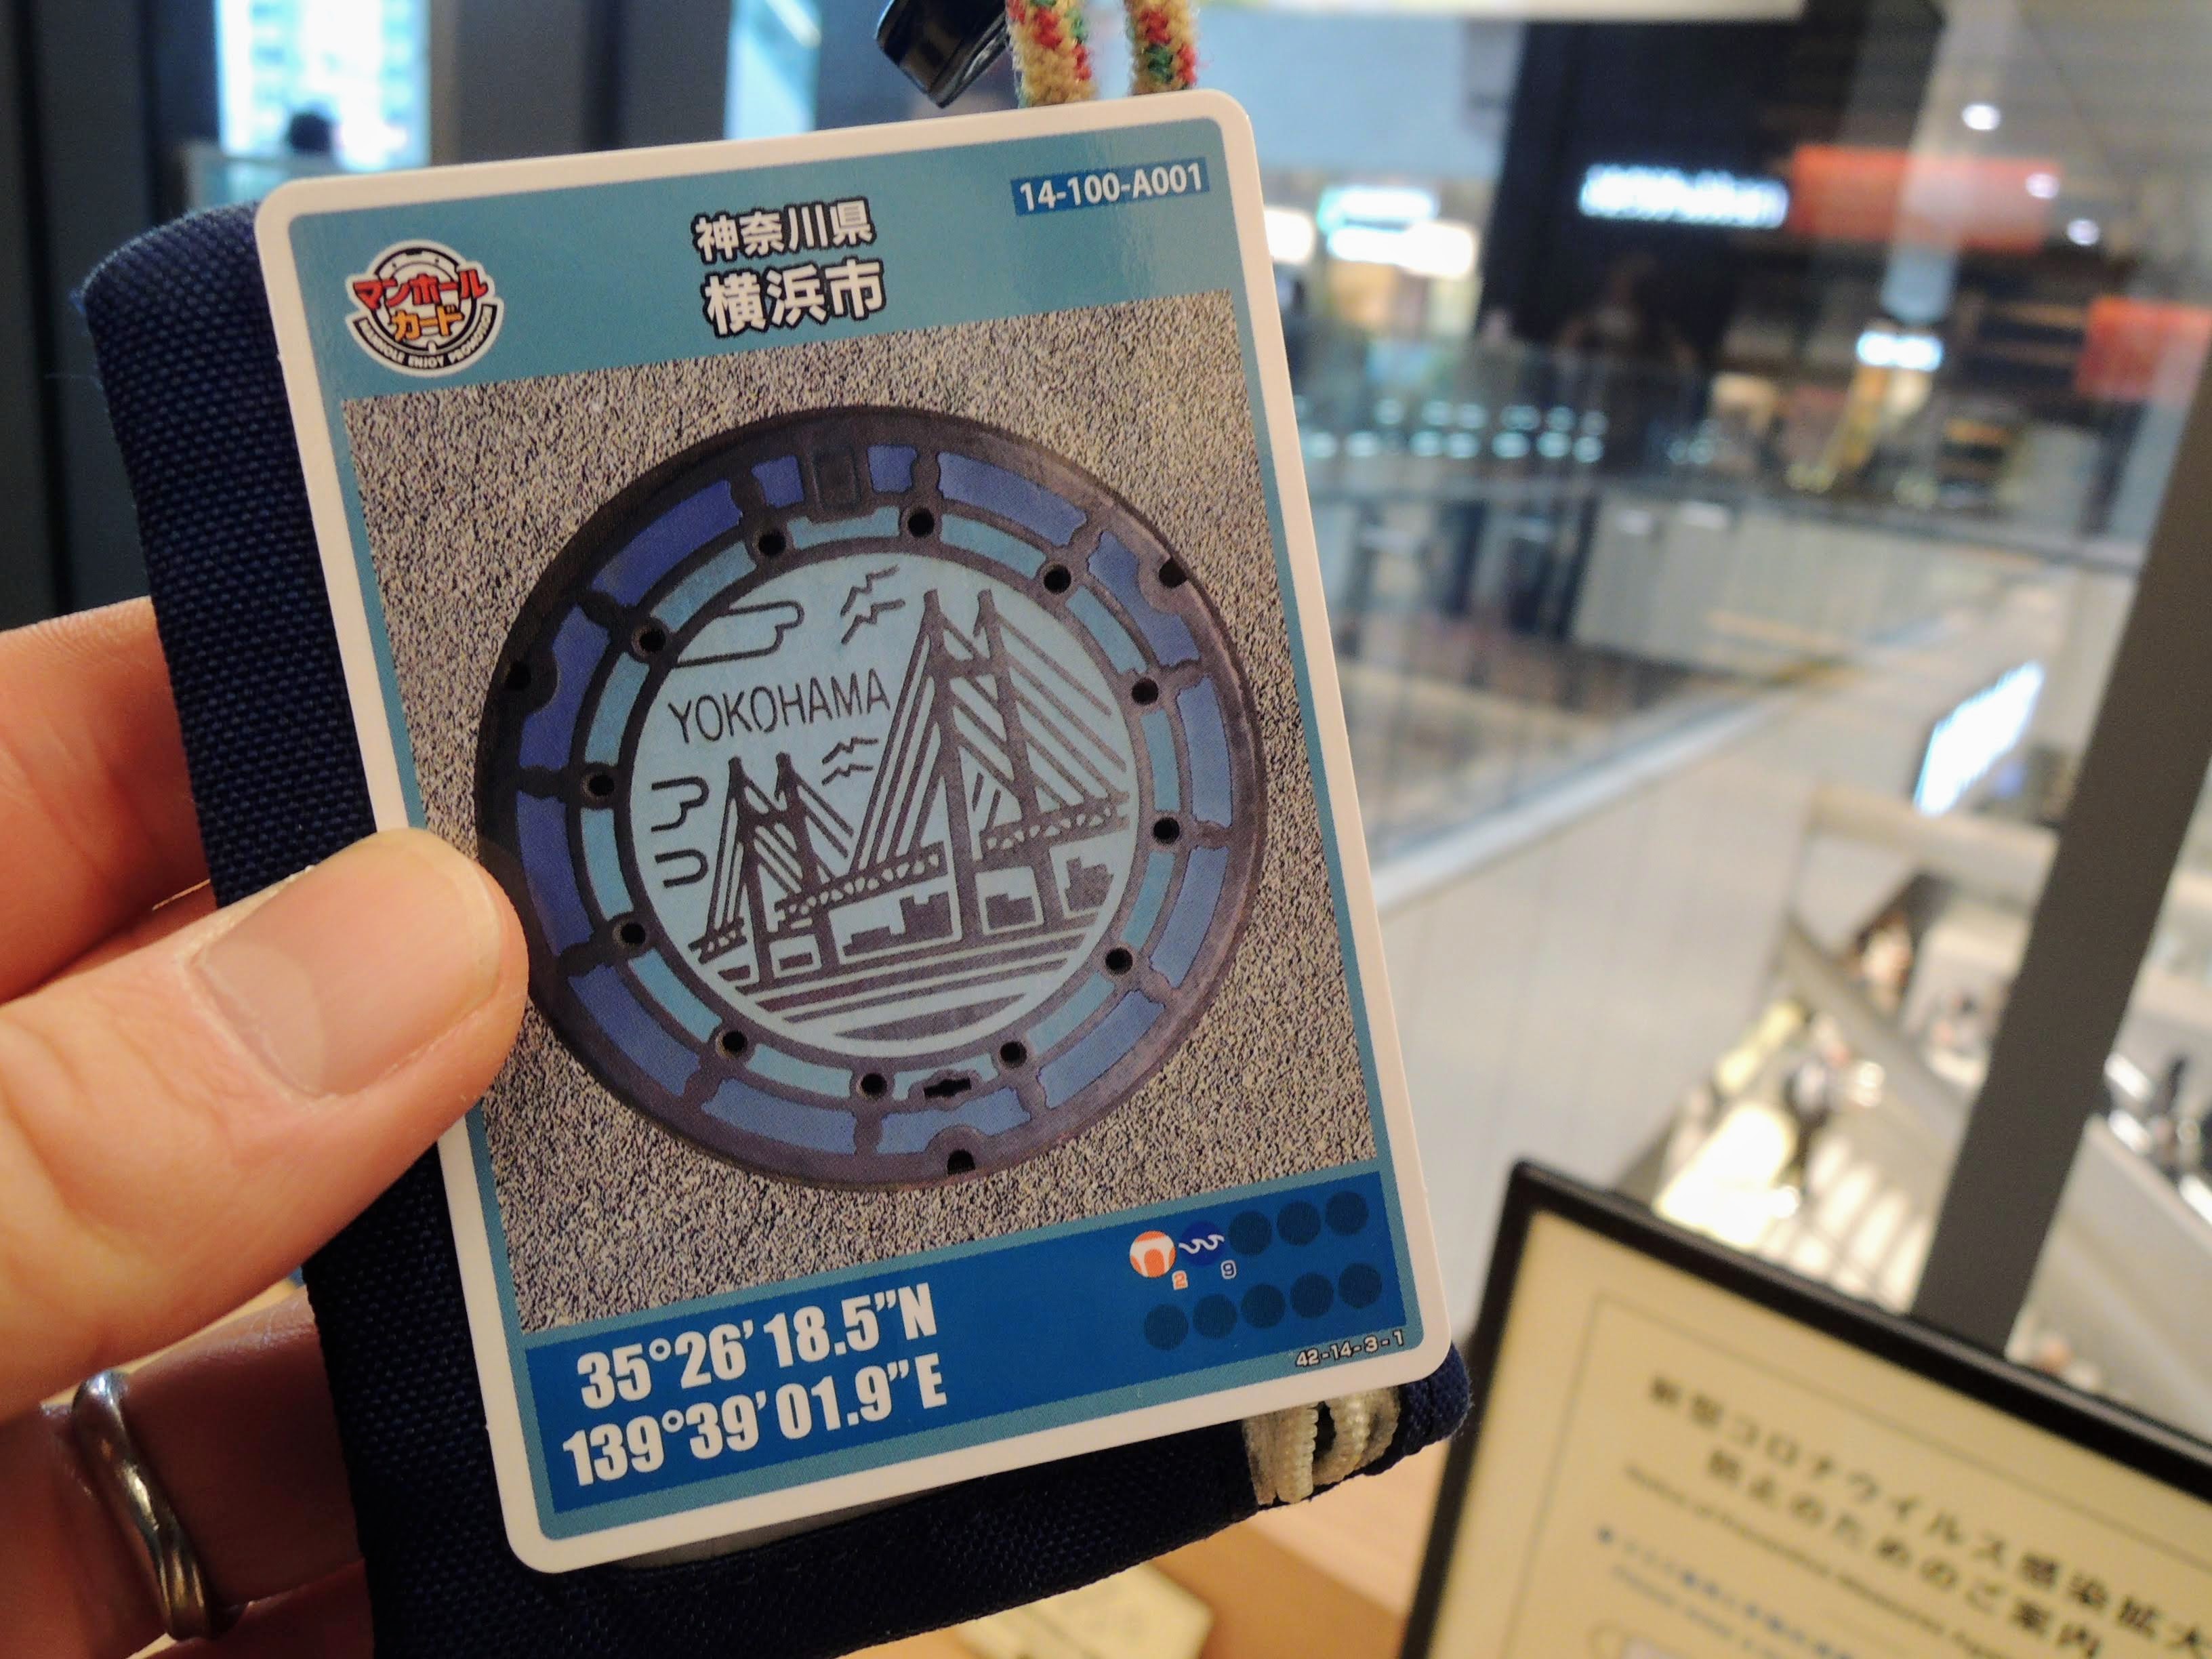 14-100-A001
神奈川県
横浜市
マンホール
カード
MANHOLE ENJOY
YOKOHAMA
2
9
35°26’18.5”N
139°39’01.9”E
42-14-3-1
新型コロナウイルス感染拡大
防止のためのご案内